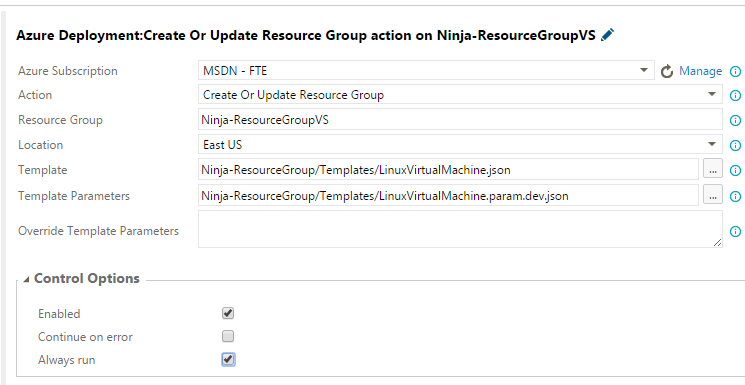 Azure Deployment:Create Or Update Resource Group action on Ninja-ResourceGroupVS
Azure Subscription MSDN - FTE Manage
Action Create Or Update Resource Group
Resource Group Ninja-ResourceGroupVS
Location East US
Template Ninja-ResourceGroup/Templates/LinuxVirtualMachine.json ...
Template Parameters Ninja-ResourceGroup/Templates/LinuxVirtualMachine.param.dev.json ...
Override Template Parameters
Control Options
Enabled
Continue on error
Always run